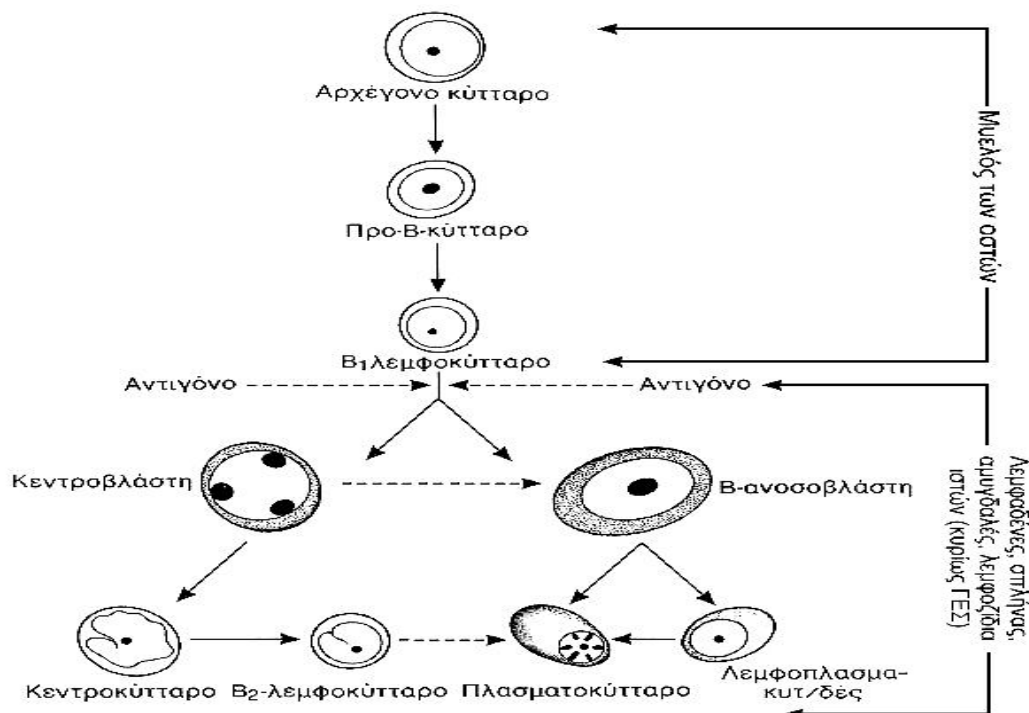 Αρχέγονο κύτταρο
Προ-Β-κύτταρο
Β1λεμφοκύτταρο
Αντιγόνο
Αντιγόνο
Κεντροβλάστη
Β-ανοσοβλάστη
Κεντροκύτταρο
Β2-λεμφοκύτταρο
Πλασματοκύτταρο
Λεμφοπλασμα-
κυτ/δές
Μυελός των οστών
Λεμφαδένες, σπλήνας,
αμυγδαλές, λεμφοζίδια
ιστών (κυρίως ΓΕΣ)